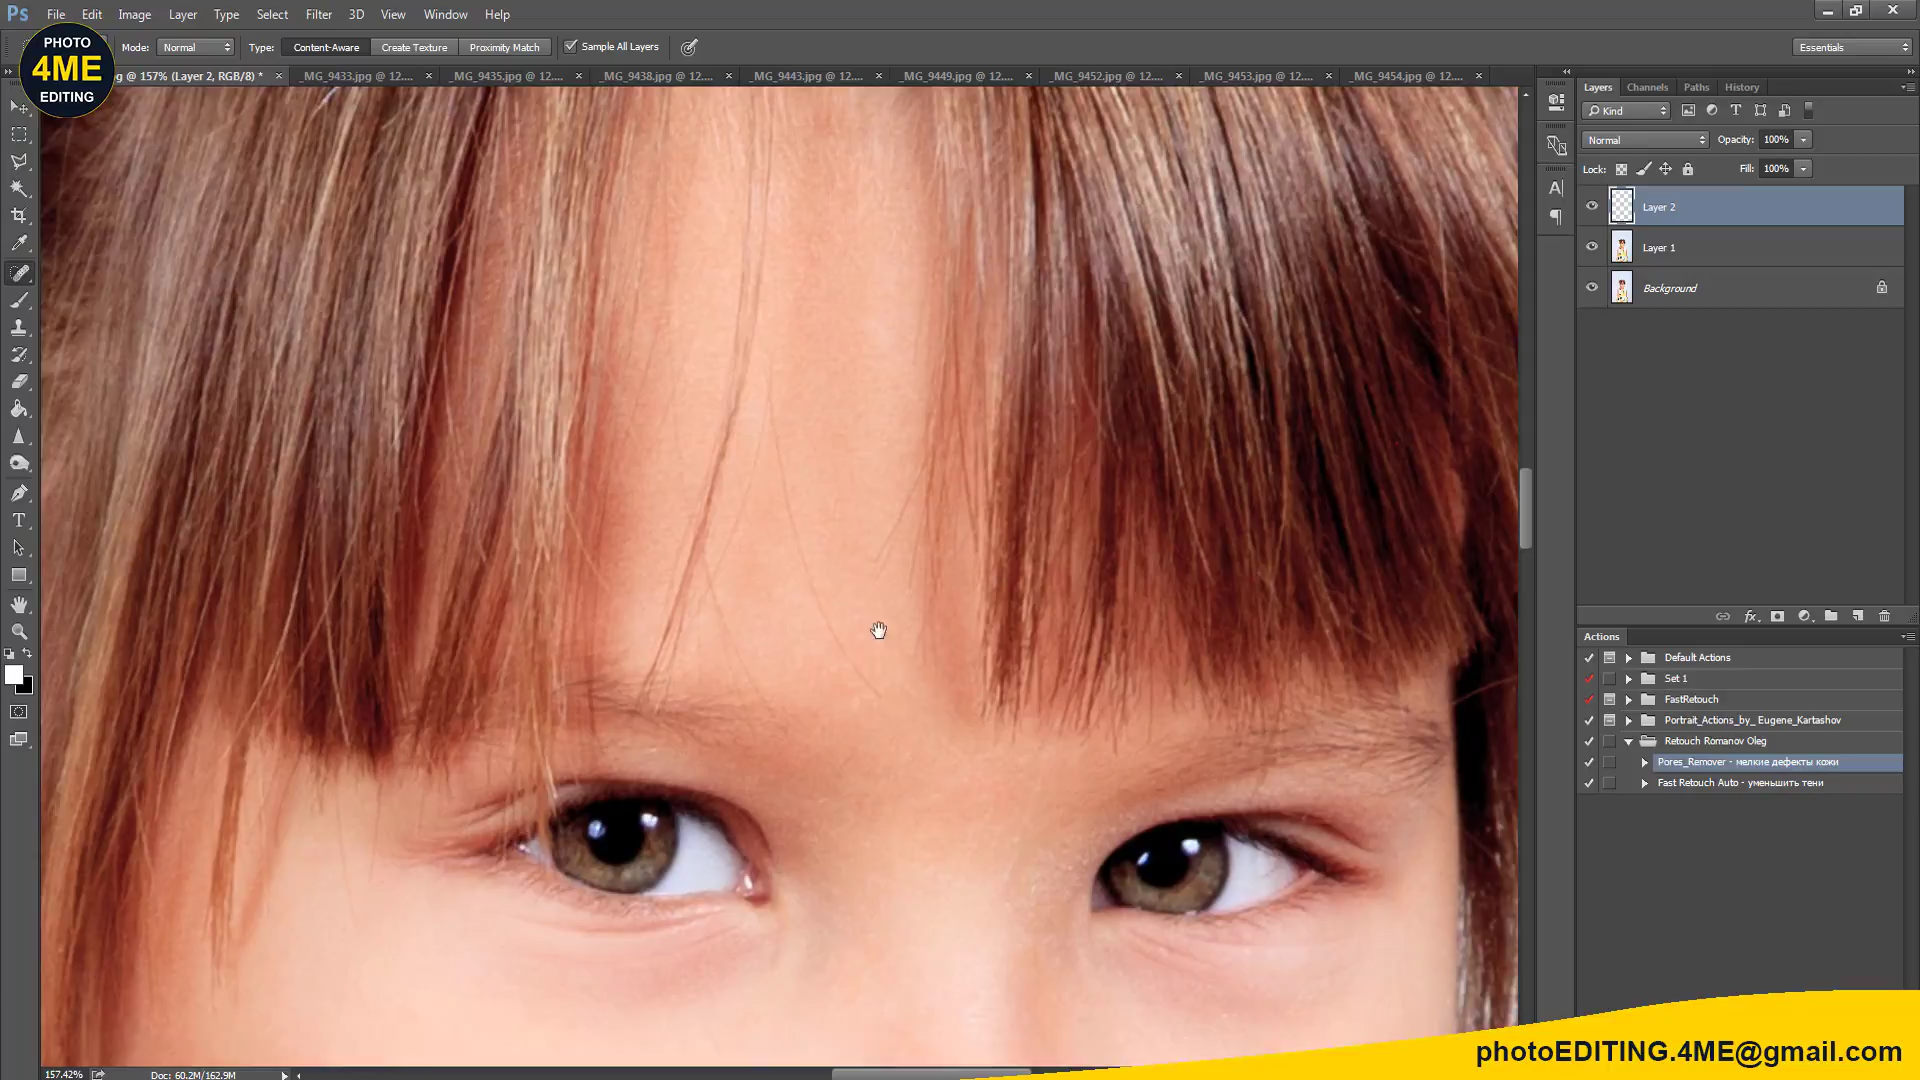 Ps File Edit Image Layer Type Select Filter 3D View Window Help
PHOTO
4ME
EDITING
Mode: Normal Type: Content-Aware Create Texture Proximity Match Sample All Layers Essentials
g @ 157% (Layer 2, RGB/8) * × _MG_9433.jpg @ 12.... × _MG_9435.jpg @ 12.... × _MG_9438.jpg @ 12.... × _MG_9443.jpg @ 12.... × _MG_9449.jpg @ 12.... × _MG_9452.jpg @ 12.... × _MG_9453.jpg @ 12.... × _MG_9454.jpg @ 12.... ×
Layers Channels Paths History
Kind
Normal Opacity: 100%
Lock: Fill: 100%
Layer 2
Layer 1
Background
Actions
Default Actions
Set 1
FastRetouch
Portrait_Actions_by_ Eugene_Kartashov
Retouch Romanov Oleg
Pores_Remover - мелкие дефекты кожи
Fast Retouch Auto - уменьшить тени
photoEDITING.4ME@gmail.com
157.42% Doc: 60.2M/162.9M